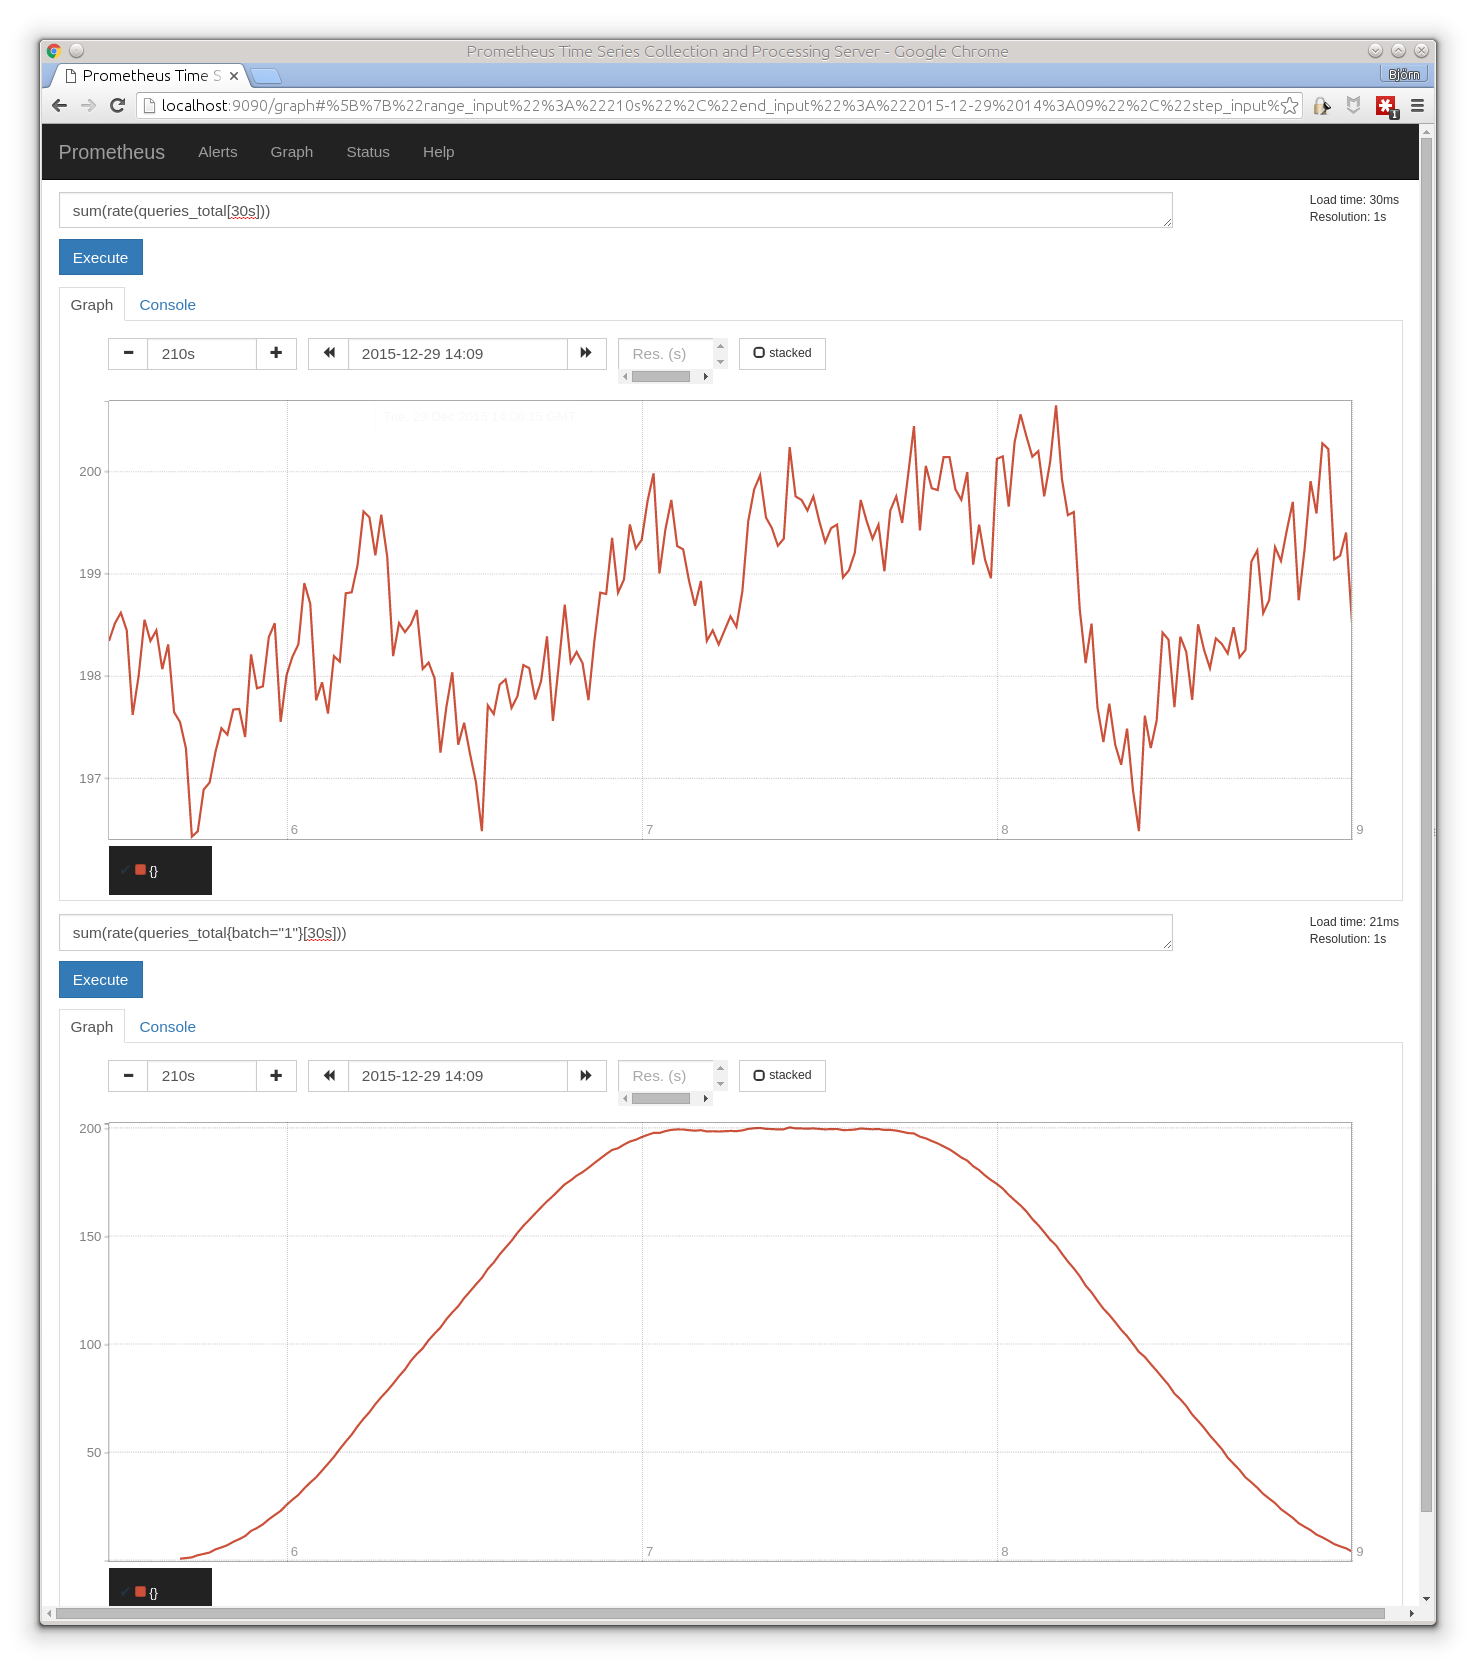 Prometheus Time Series Collection and Processing Server - Google Chrome
Prometheus Time S
Björn
localhost:9090/graph#%5B%7B%22range_input%22%3A%22210s%22%2C%22end_input%22%3A%222015-12-29%2014%3A09%22%2C%22step_input%
1
Prometheus Alerts Graph Status Help
sum(rate(queries_total[30s]))
Load time: 30ms
Resolution: 1s
Execute
Graph Console
210s 2015-12-29 14:09 Res. (s) stacked
200
199
198
197
6 7 8 9
{}
sum(rate(queries_total{batch="1"}[30s]))
Load time: 21ms
Resolution: 1s
Execute
Graph Console
210s 2015-12-29 14:09 Res. (s) stacked
200
150
100
50
6 7 8 9
{}